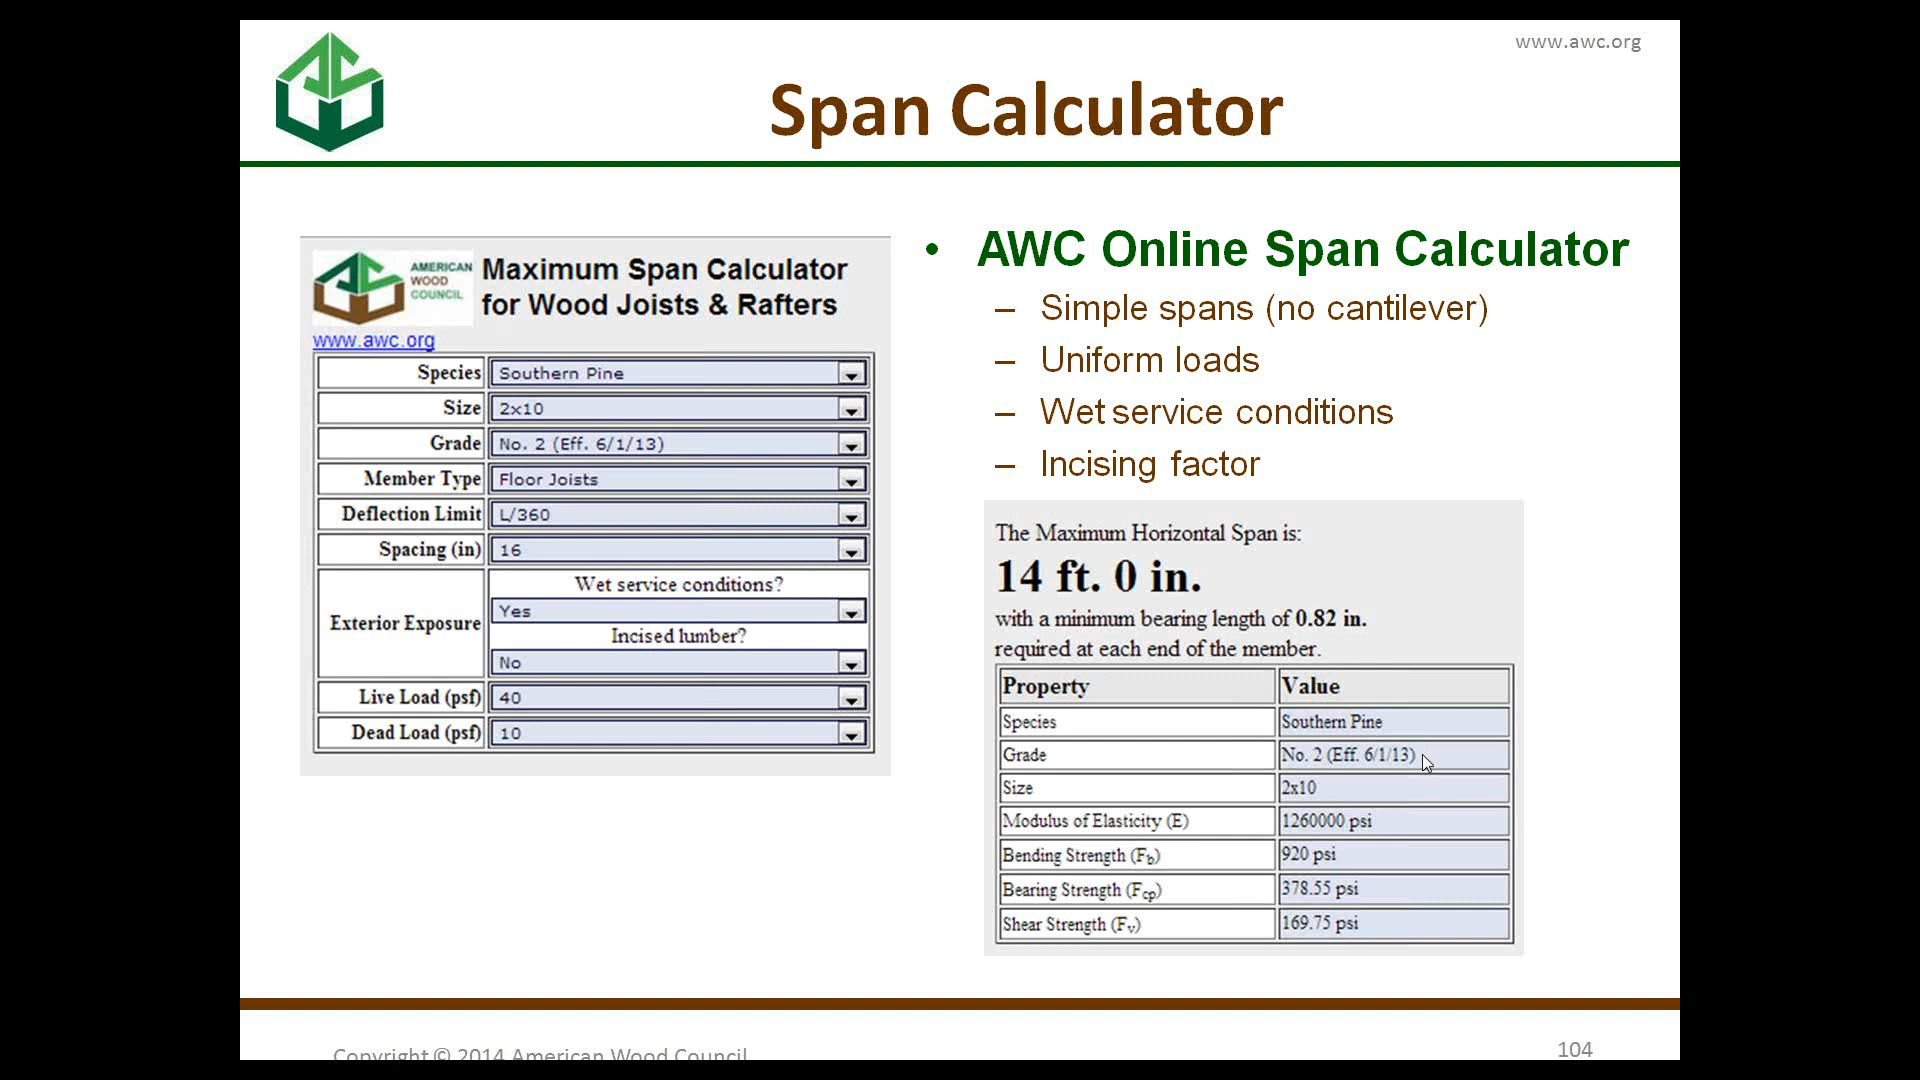 www.awc.org
Span Calculator
AMERICAN
WOOD
COUNCIL
Maximum Span Calculator
for Wood Joists & Rafters
www.awc.org
Species Southern Pine
Size 2x10
Grade No. 2 (Eff. 6/1/13)
Member Type Floor Joists
Deflection Limit L/360
Spacing (in) 16
Exterior Exposure
Wet service conditions?
Yes
Incised lumber?
No
Live Load (psf) 40
Dead Load (psf) 10
• AWC Online Span Calculator
– Simple spans (no cantilever)
– Uniform loads
– Wet service conditions
– Incising factor
The Maximum Horizontal Span is:
14 ft. 0 in.
with a minimum bearing length of 0.82 in.
required at each end of the member.
Property Value
Species Southern Pine
Grade No. 2 (Eff. 6/1/13)
Size 2x10
Modulus of Elasticity (E) 1260000 psi
Bending Strength (Fb) 920 psi
Bearing Strength (Fcp) 378.55 psi
Shear Strength (Fv) 169.75 psi
Copyright © 2014 American Wood Council
104